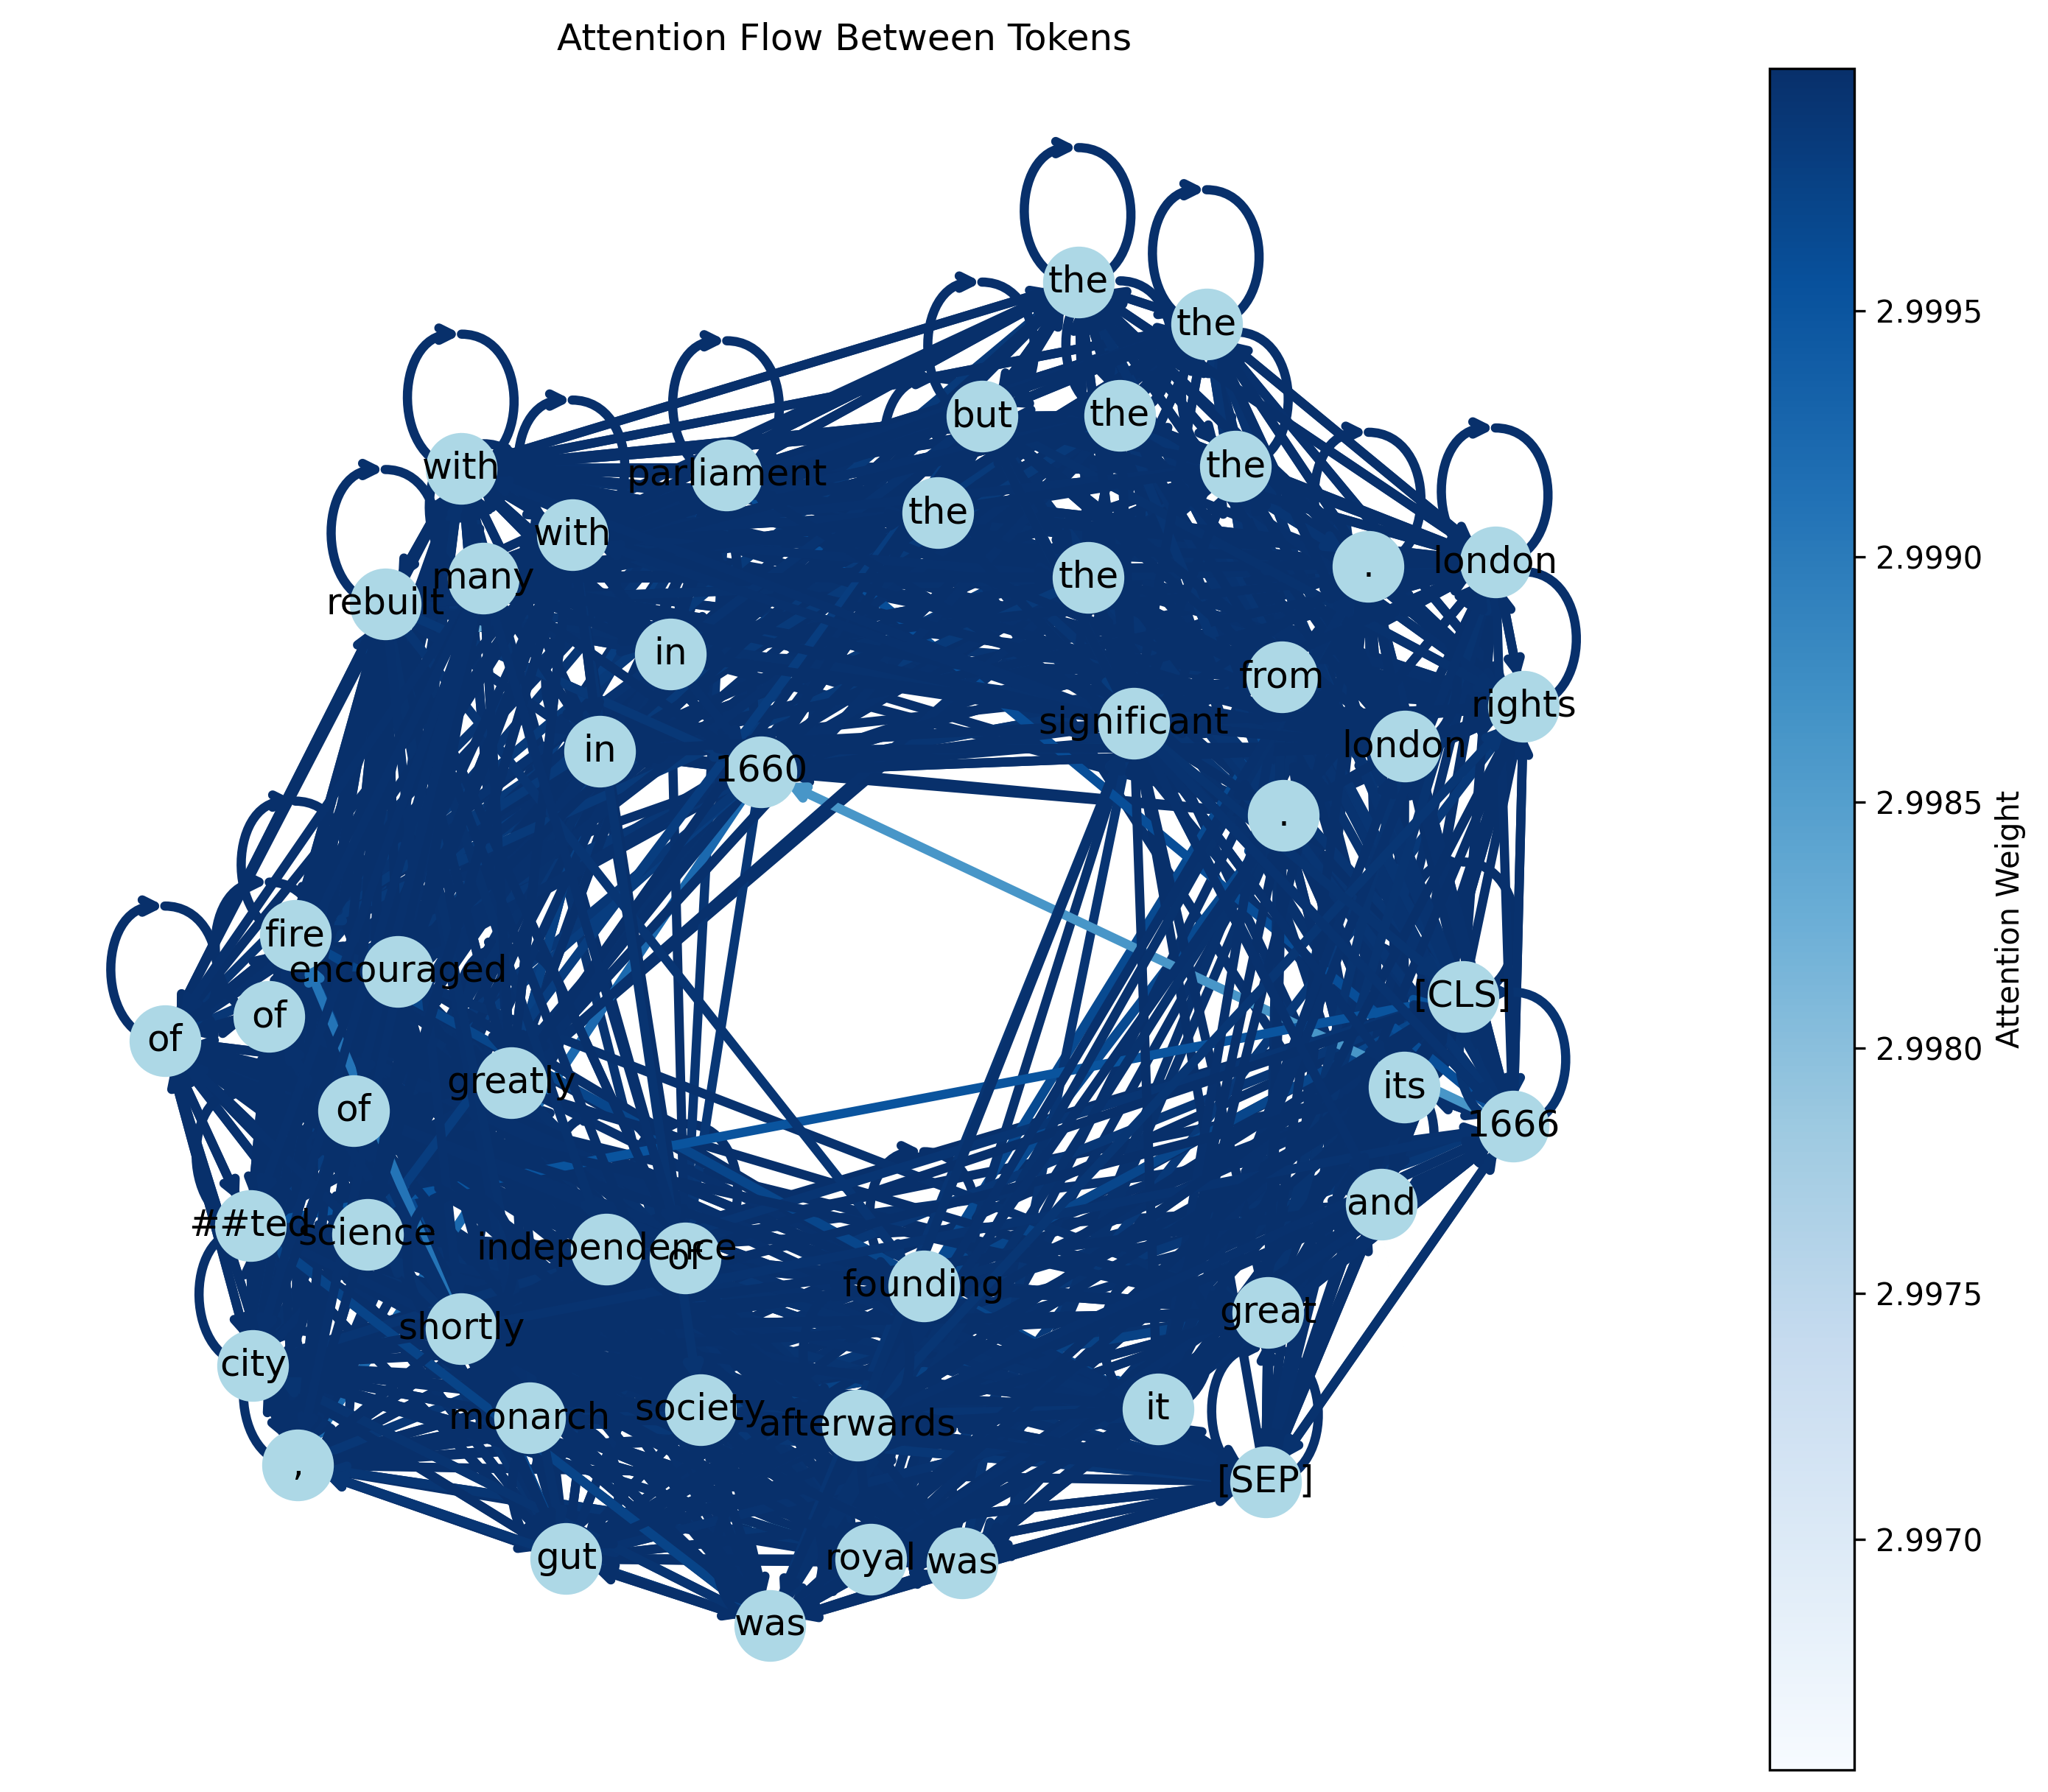 Attention Flow Between Tokens
the
the
but
the
the
with
parliament
the
with
london
.
many
the
rebuilt
in
from
rights
significant
london
in
1660
.
fire
encouraged
[CLS]
of
of
greatly
its
of
1666
and
##ted
science
independence
of
founding
great
shortly
city
monarch
society
afterwards
it
,
[SEP]
gut
royal
was
was
2.9995
2.9990
2.9985
2.9980
2.9975
2.9970
Attention Weight